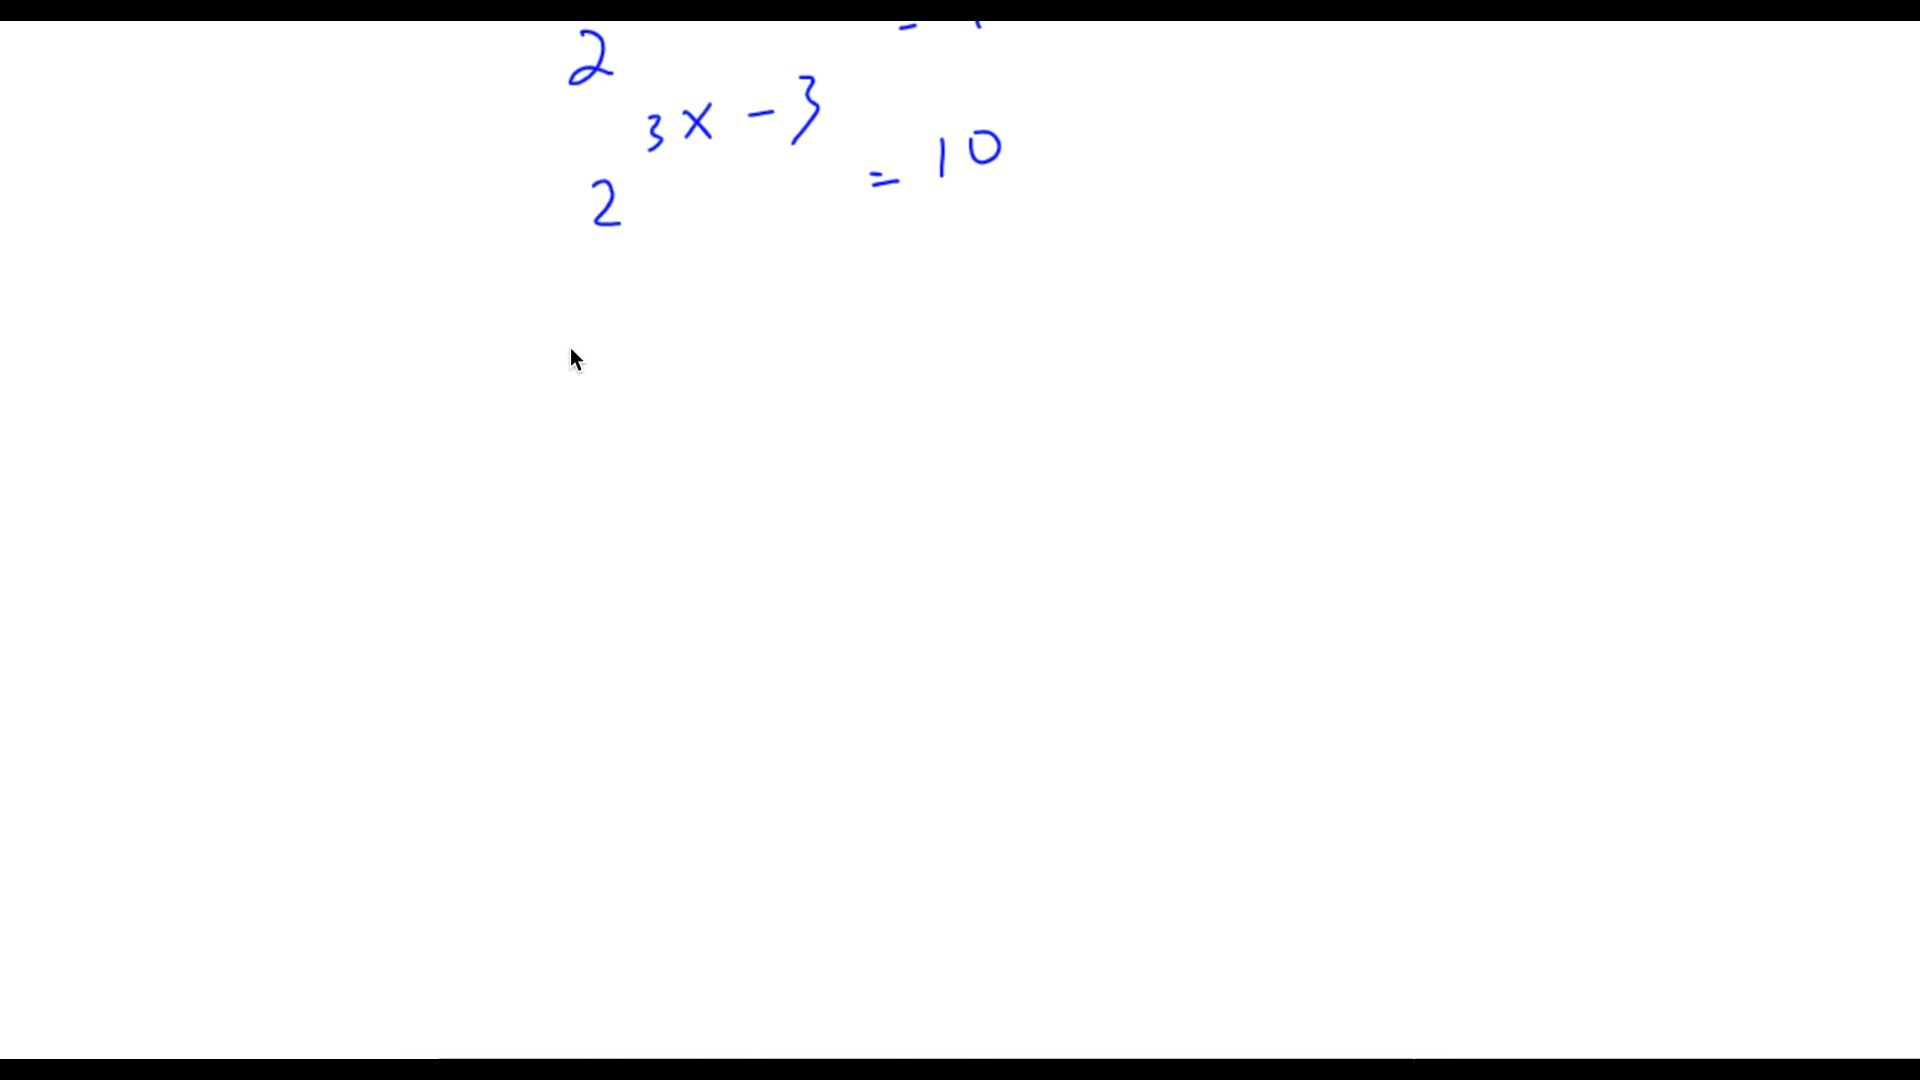 2 =
2^{3x-3} = 10